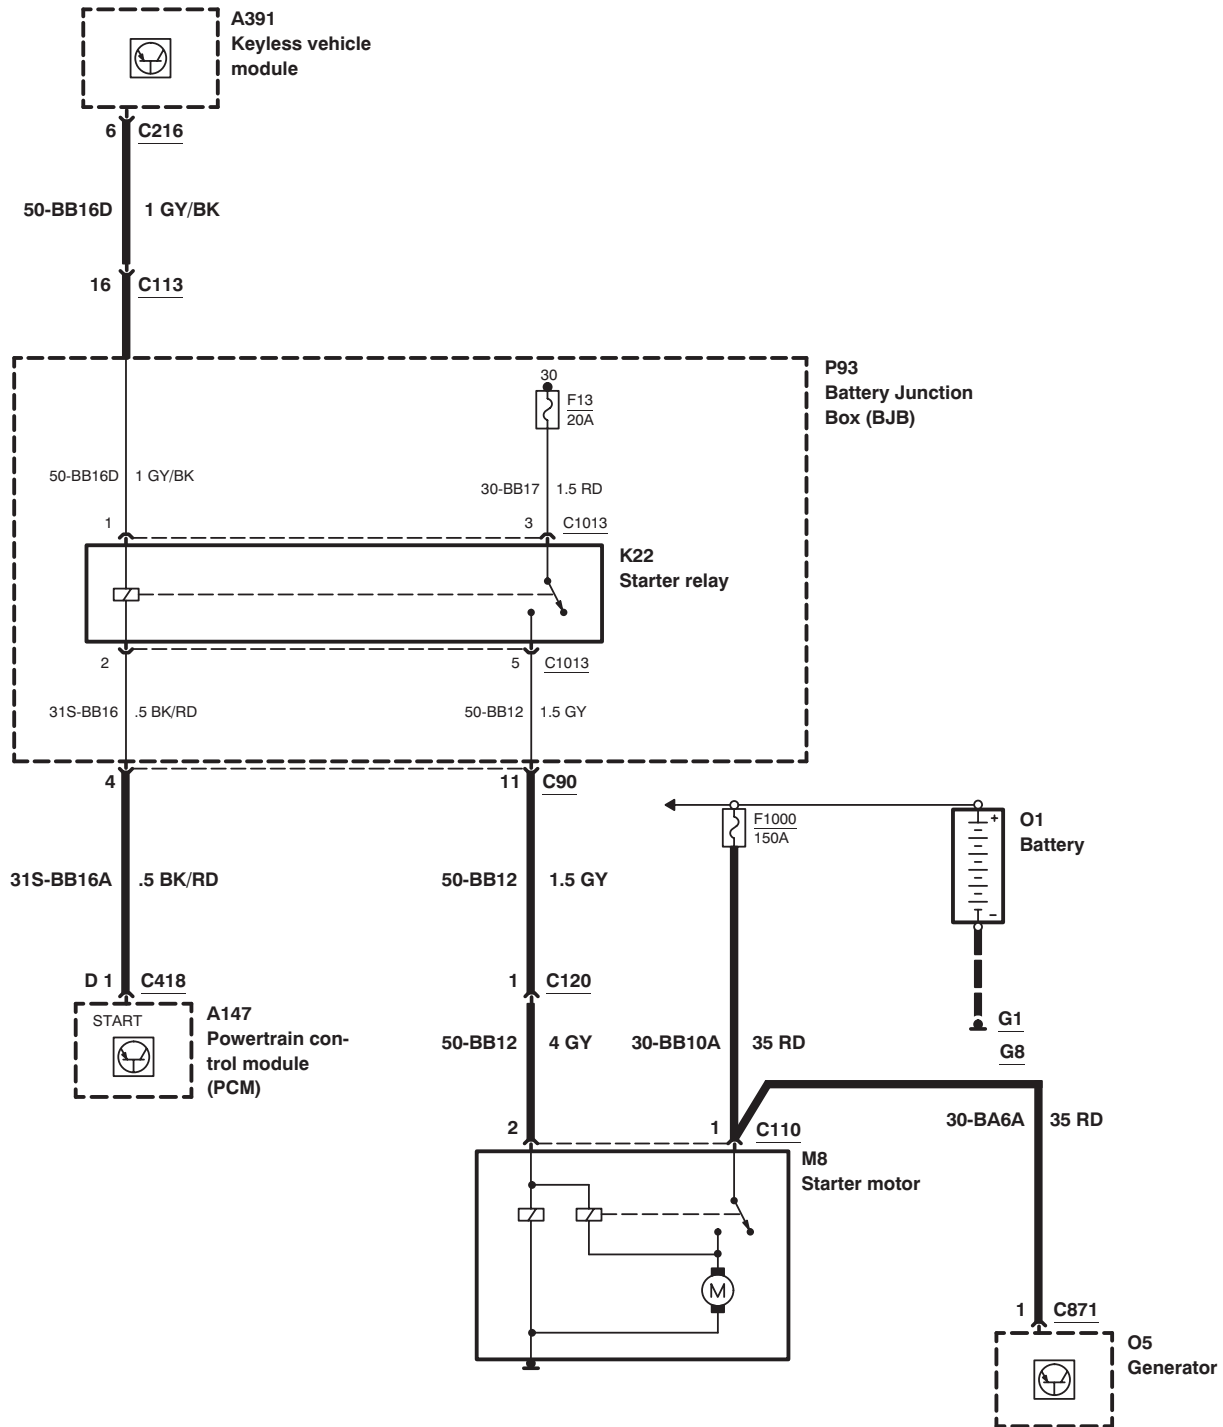 A391
Keyless vehicle
module
6 C216
50-BB16D 1 GY/BK
16 C113
P93
Battery Junction
Box (BJB)
30
F13
20A
50-BB16D 1 GY/BK
30-BB17 1.5 RD
1 3 C1013
K22
Starter relay
2 5 C1013
31S-BB16 .5 BK/RD 50-BB12 1.5 GY
4 11 C90
F1000
150A
+
O1
Battery
–
31S-BB16A .5 BK/RD 50-BB12 1.5 GY
D 1 C418 1 C120
START
A147
Powertrain con-
trol module
(PCM)
G1
G8
50-BB12 4 GY 30-BB10A 35 RD
30-BA6A 35 RD
2 1 C110
M8
Starter motor
M
1 C871
O5
Generator